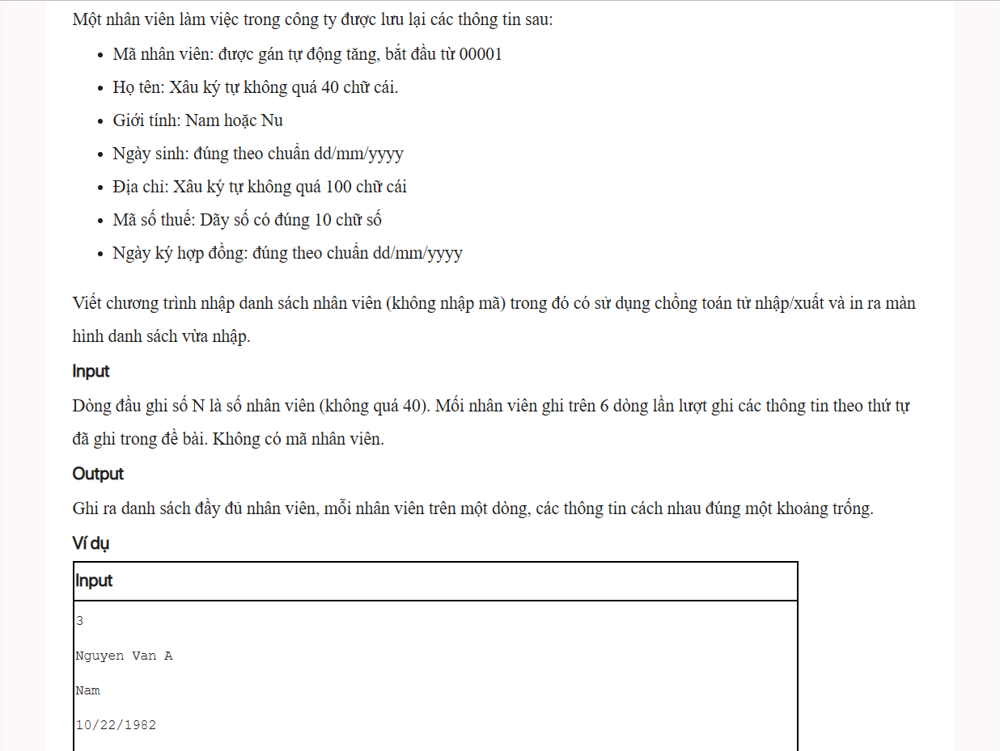 Một nhân viên làm việc trong công ty được lưu lại các thông tin sau:
• Mã nhân viên: được gán tự động tăng, bắt đầu từ 00001
• Họ tên: Xâu ký tự không quá 40 chữ cái.
• Giới tính: Nam hoặc Nu
• Ngày sinh: đúng theo chuẩn dd/mm/yyyy
• Địa chỉ: Xâu ký tự không quá 100 chữ cái
• Mã số thuế: Dãy số có đúng 10 chữ số
• Ngày ký hợp đồng: đúng theo chuẩn dd/mm/yyyy
Viết chương trình nhập danh sách nhân viên (không nhập mã) trong đó có sử dụng chồng toán tử nhập/xuất và in ra màn
hình danh sách vừa nhập.
Input
Dòng đầu ghi số N là số nhân viên (không quá 40). Mỗi nhân viên ghi trên 6 dòng lần lượt ghi các thông tin theo thứ tự
đã ghi trong đề bài. Không có mã nhân viên.
Output
Ghi ra danh sách đầy đủ nhân viên, mỗi nhân viên trên một dòng, các thông tin cách nhau đúng một khoảng trống.
Ví dụ
Input
3
Nguyen Van A
Nam
10/22/1982